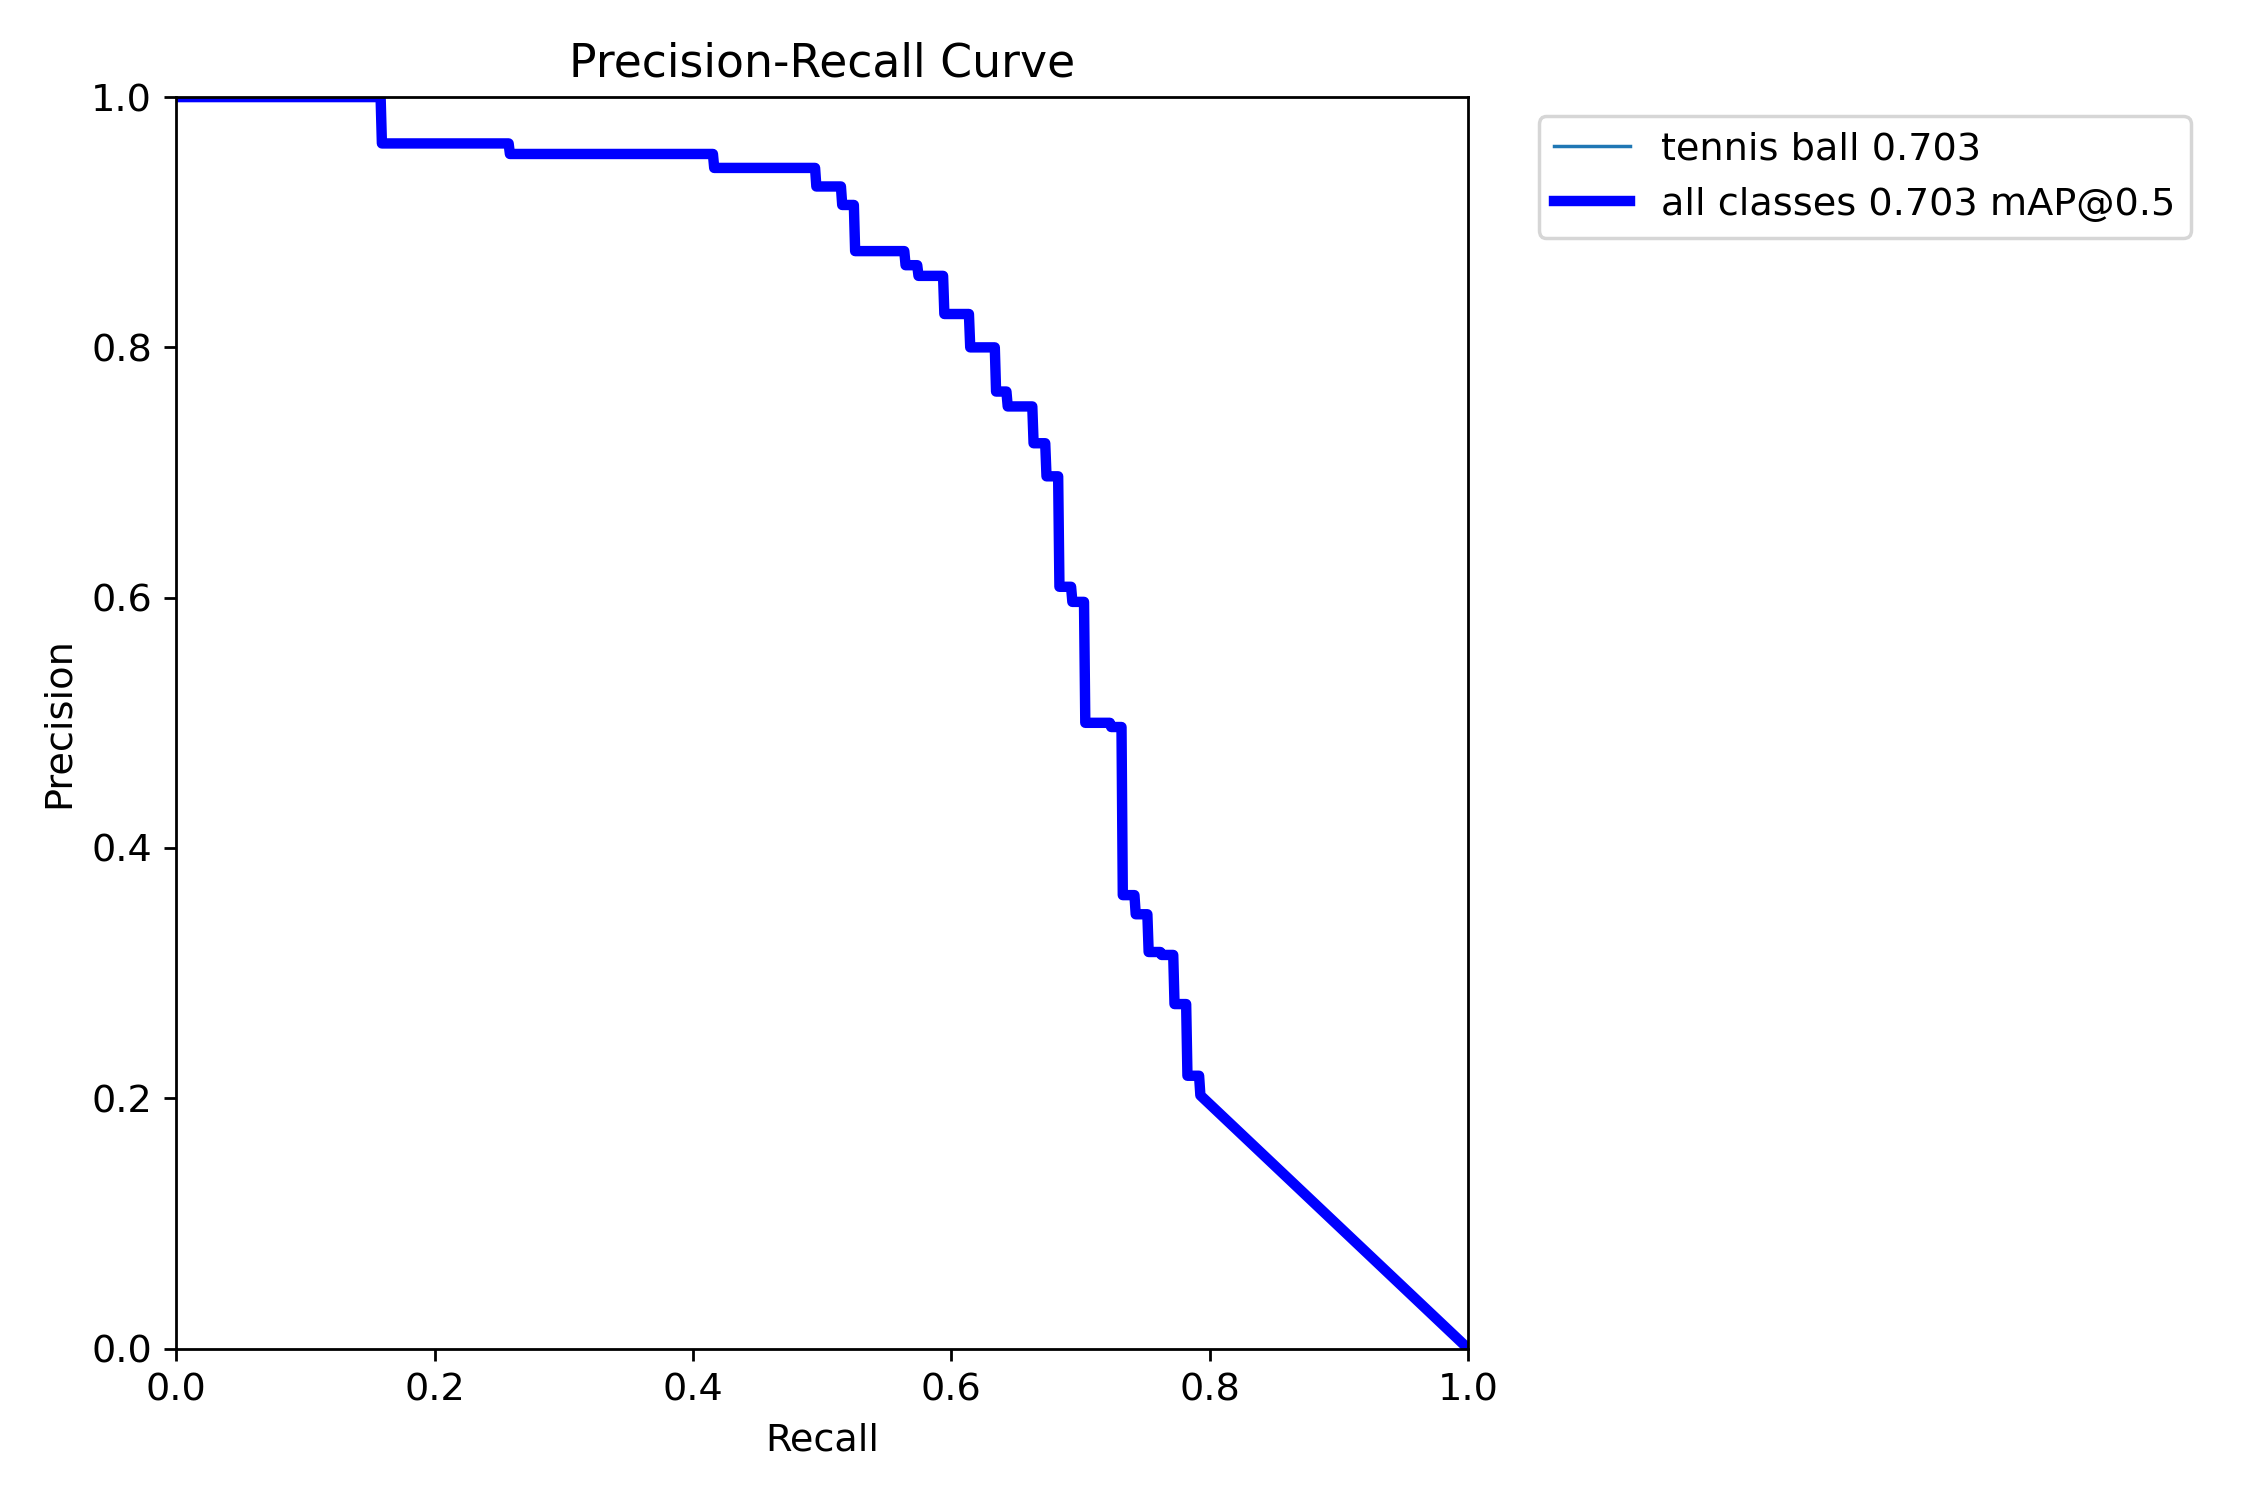 Precision-Recall Curve
1.0
0.8
0.6
0.4
0.2
0.0
Precision
0.0 0.2 0.4 0.6 0.8 1.0
Recall
tennis ball 0.703
all classes 0.703 mAP@0.5